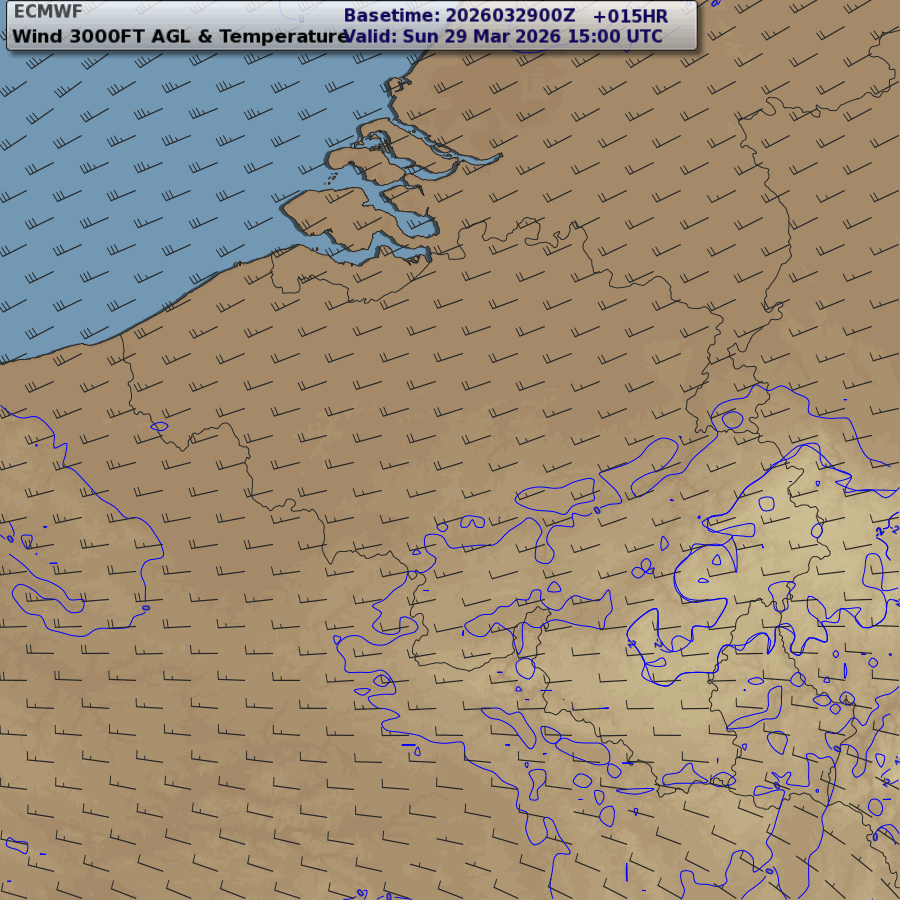 ECMWF
Basetime: 2026032900Z +015HR
Wind 3000FT AGL & Temperature
Valid: Sun 29 Mar 2026 15:00 UTC